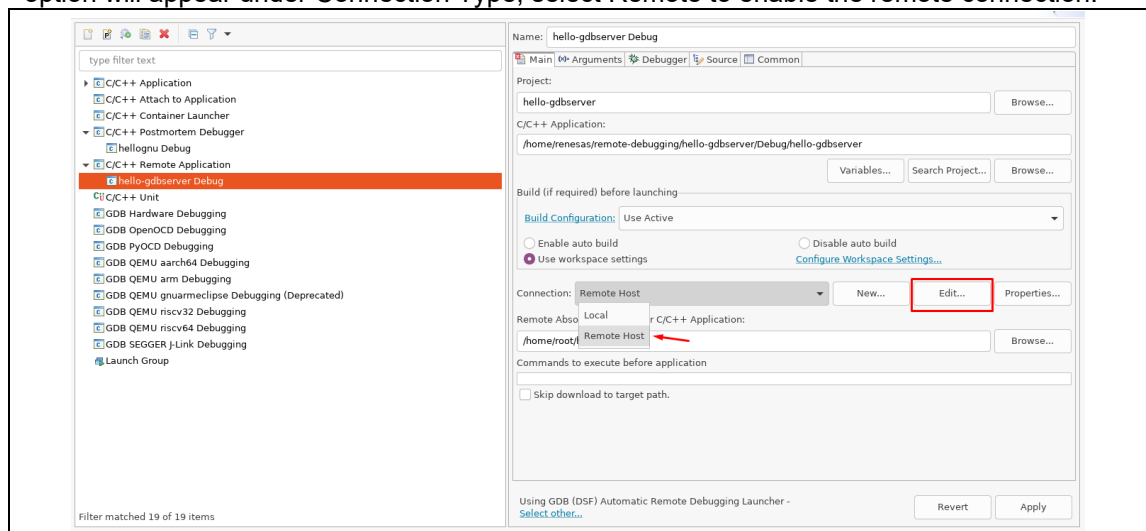 option will appear under Connection Type, select Remote to enable the remote connection.
type filter text
C/C++ Application
C/C++ Attach to Application
C/C++ Container Launcher
C/C++ Postmortem Debugger
hellognu Debug
C/C++ Remote Application
hello-gdbserver Debug
C/C++ Unit
GDB Hardware Debugging
GDB OpenOCD Debugging
GDB PyOCD Debugging
GDB QEMU aarch64 Debugging
GDB QEMU arm Debugging
GDB QEMU gnuarmeclipse Debugging (Deprecated)
GDB QEMU riscv32 Debugging
GDB QEMU riscv64 Debugging
GDB SEGGER J-Link Debugging
Launch Group
Filter matched 19 of 19 items
Name: hello-gdbserver Debug
Main Arguments Debugger Source Common
Project:
hello-gdbserver Browse...
C/C++ Application:
/home/renesas/remote-debugging/hello-gdbserver/Debug/hello-gdbserver
Variables... Search Project... Browse...
Build (if required) before launching
Build Configuration: Use Active
Enable auto build Disable auto build
Use workspace settings Configure Workspace Settings...
Connection: Remote Host New... Edit... Properties...
Local
Remote Abso r C/C++ Application:
Remote Host
/home/root/ Browse...
Commands to execute before application
Skip download to target path.
Using GDB (DSF) Automatic Remote Debugging Launcher -
Select other... Revert Apply